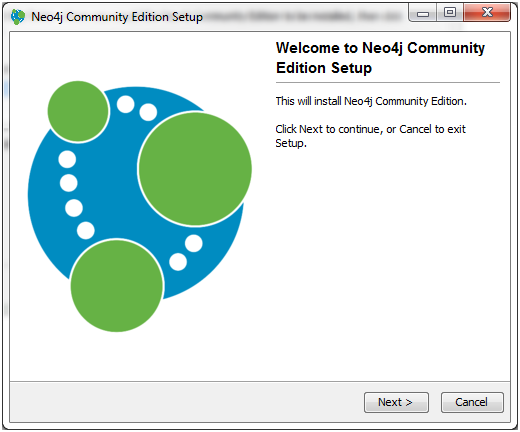 Neo4j Community Edition Setup
Welcome to Neo4j Community
Edition Setup
This will install Neo4j Community Edition.
Click Next to continue, or Cancel to exit
Setup.
Next >
Cancel